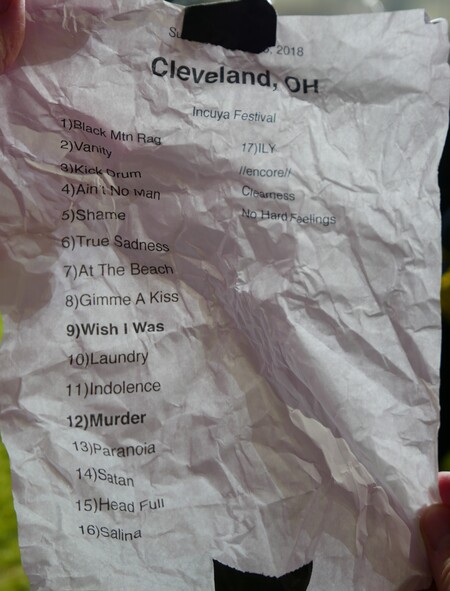 Su
, 2018
Cleveland, OH
Incuya Festival
1)Black Mtn Rag
2)Vanity
3)Kick Drum
4)Ain't No Man
5)Shame
6)True Sadness
7)At The Beach
8)Gimme A Kiss
9)Wish I Was
10)Laundry
11)Indolence
12)Murder
13)Paranoia
14)Satan
15)Head Full
16)Salina
17)ILY
//encore//
Clearness
No Hard Feelings